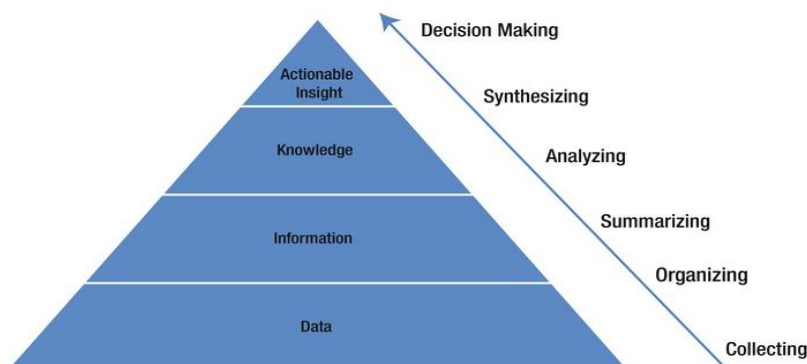 Decision Making
Actionable
Insight
Synthesizing
Knowledge
Analyzing
Summarizing
Information
Organizing
Data
Collecting